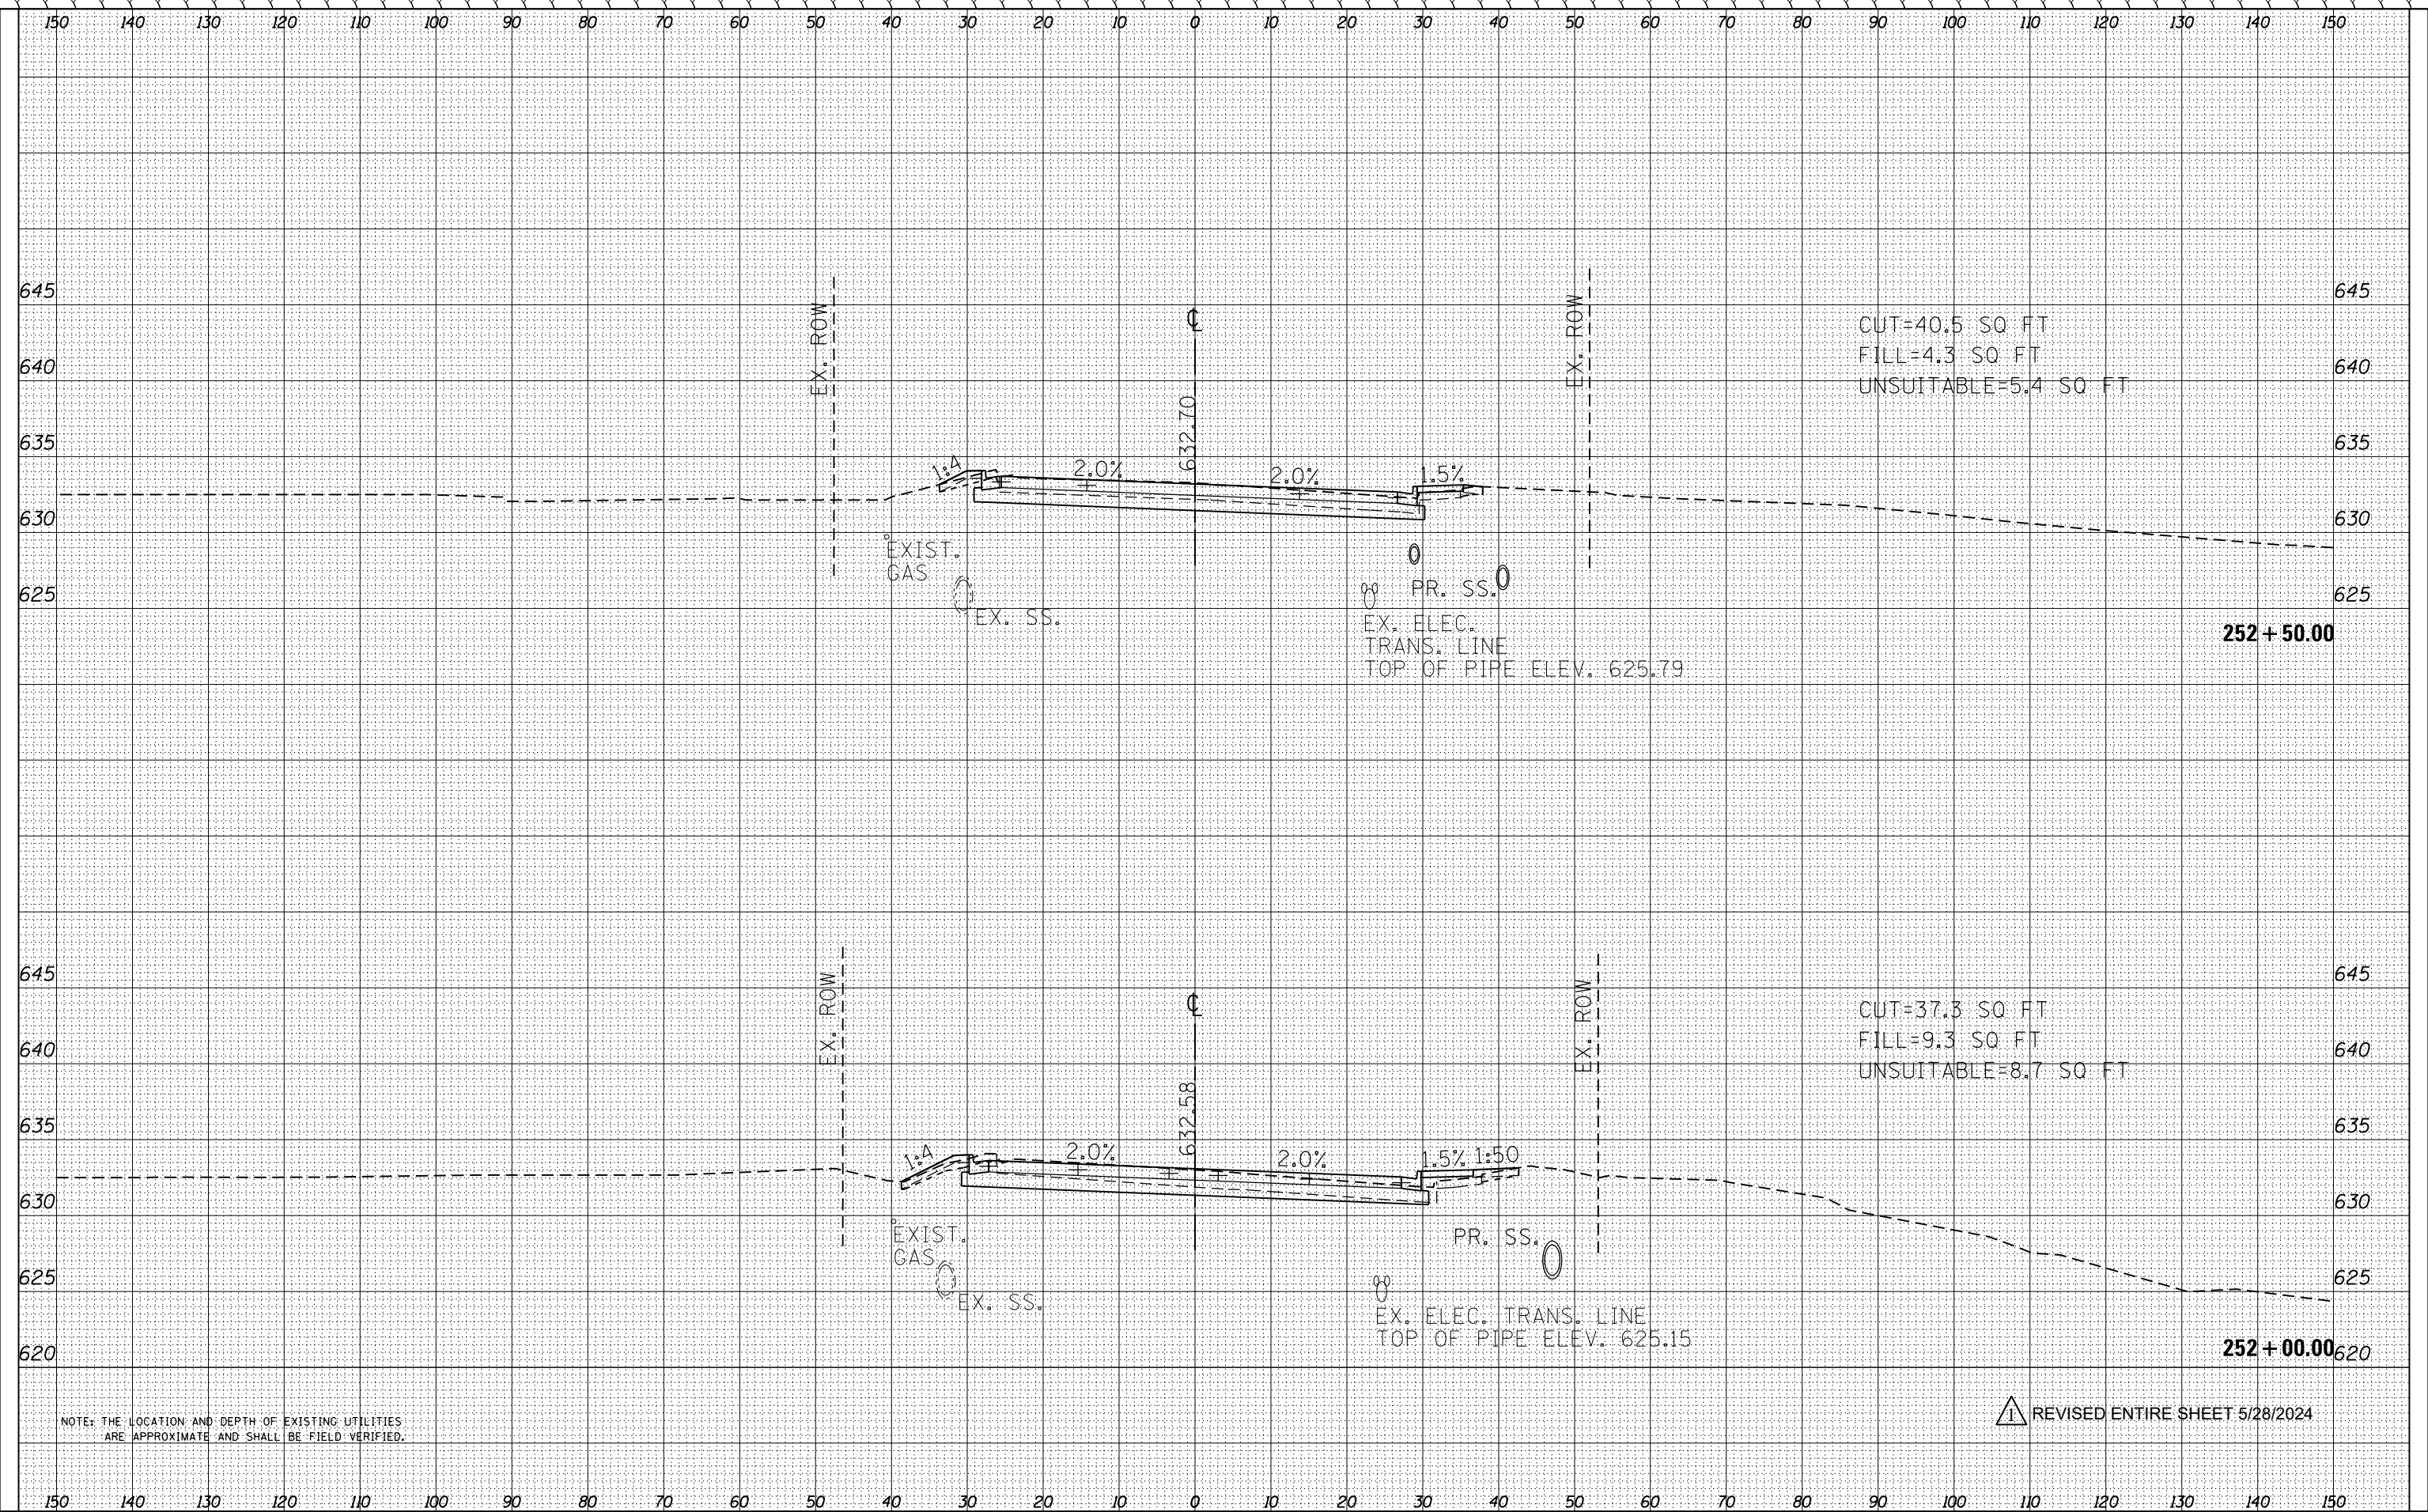 150 140 130 120 110 100 90 80 70 60 50 40 30 20 10 0 10 20 30 40 50 60 70 80 90 100 110 120 130 140 150
645 645
640 640
635 635
630 630
625 625
EX. ROW
℄
EX. ROW
CUT=40.5 SQ FT
FILL=4.3 SQ FT
UNSUITABLE=5.4 SQ FT
632.70
1:4 2.0% 2.0% 1.5%
EXIST.
GAS
EX. SS.
PR. SS.
EX. ELEC.
TRANS. LINE
TOP OF PIPE ELEV. 625.79
252+50.00
645 645
640 640
635 635
630 630
625 625
620 620
EX. ROW
℄
EX. ROW
CUT=37.3 SQ FT
FILL=9.3 SQ FT
UNSUITABLE=8.7 SQ FT
632.58
1:4 2.0% 2.0% 1.5% 1:50
EXIST.
GAS
EX. SS.
PR. SS.
EX. ELEC. TRANS. LINE
TOP OF PIPE ELEV. 625.15
252+00.00
NOTE: THE LOCATION AND DEPTH OF EXISTING UTILITIES
ARE APPROXIMATE AND SHALL BE FIELD VERIFIED.
1 REVISED ENTIRE SHEET 5/28/2024
150 140 130 120 110 100 90 80 70 60 50 40 30 20 10 0 10 20 30 40 50 60 70 80 90 100 110 120 130 140 150